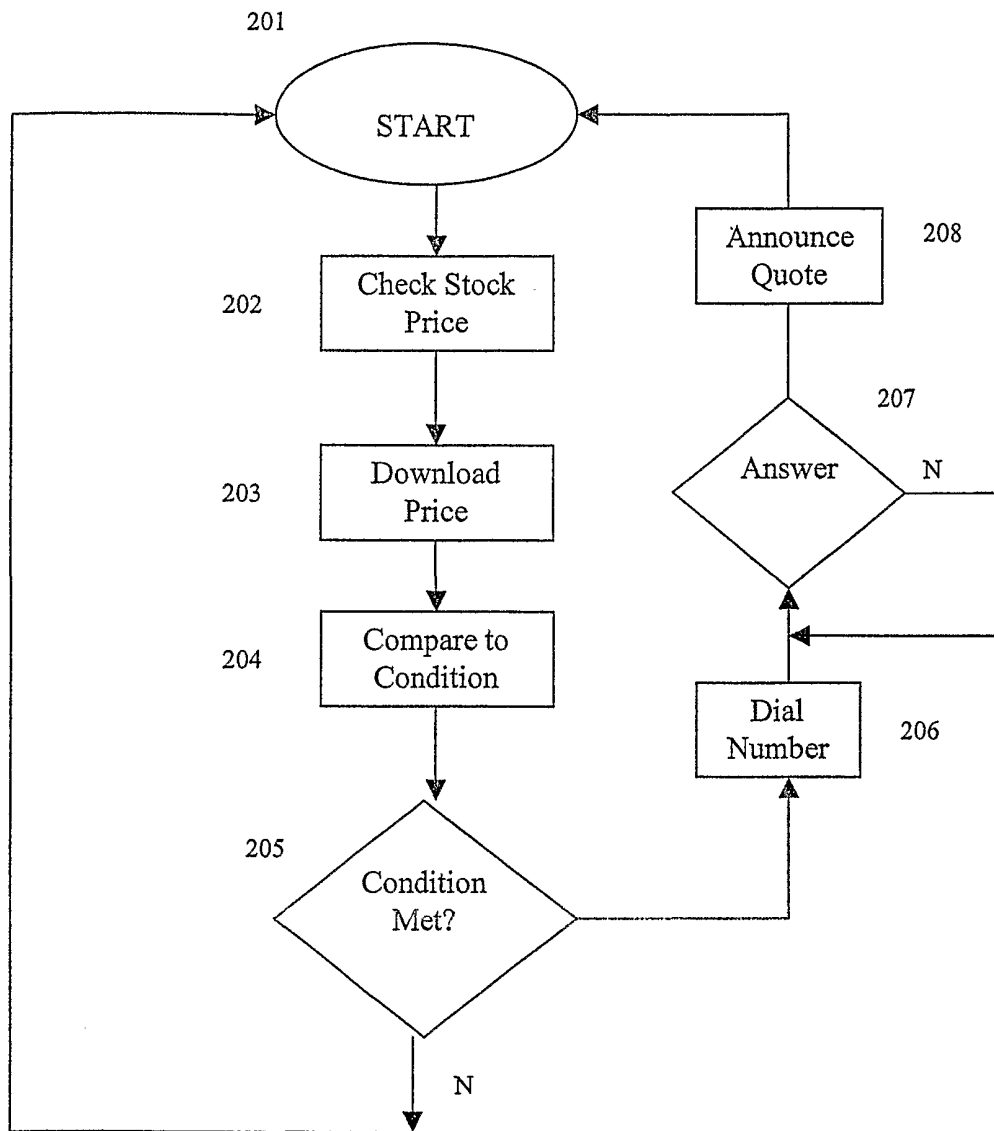 201
START
202
Check Stock
Price
203
Download
Price
204
Compare to
Condition
205
Condition
Met?
N
Dial
Number
206
207
Answer
N
208
Announce
Quote